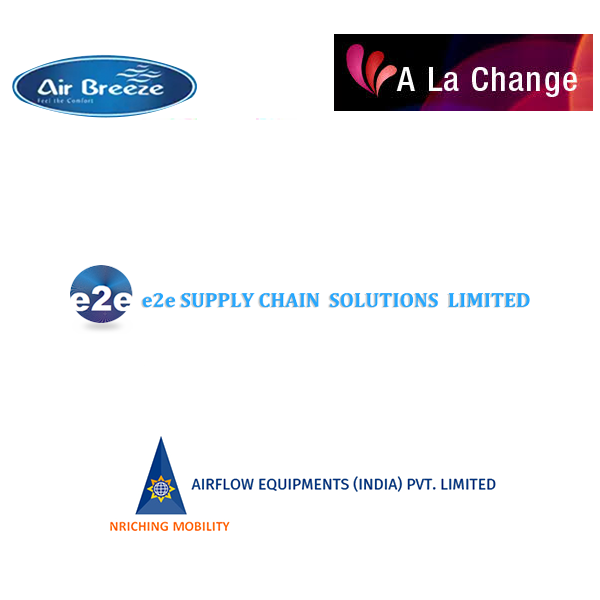 Air Breeze
Feel the Comfort
A La Change
e2e
e2e SUPPLY CHAIN SOLUTIONS LIMITED
AIRFLOW EQUIPMENTS (INDIA) PVT. LIMITED
NRICHING MOBILITY